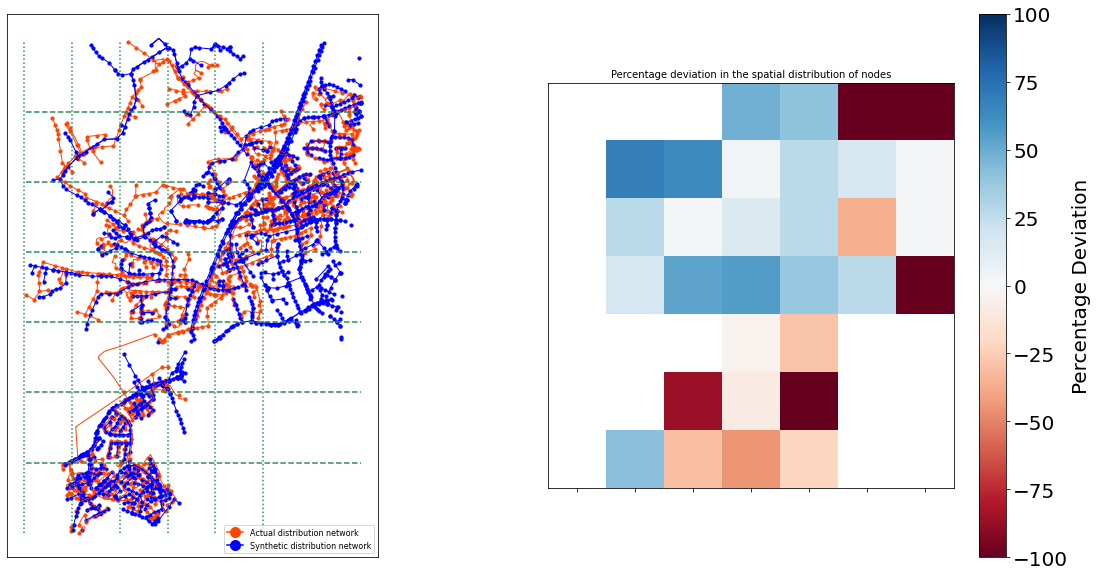 Actual distribution network
Synthetic distribution network
Percentage deviation in the spatial distribution of nodes
100
75
50
25
0
−25
−50
−75
−100
Percentage Deviation